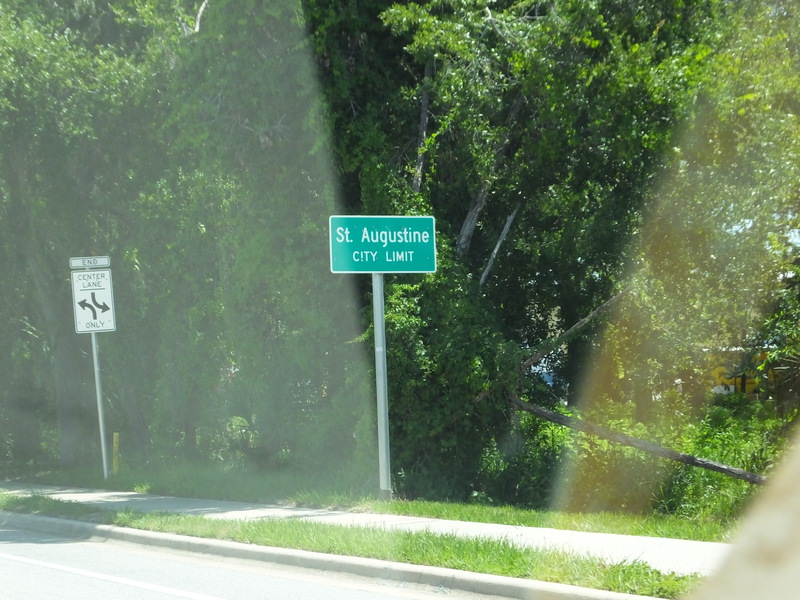 END
CENTER
LANE
ONLY
St. Augustine
CITY LIMIT